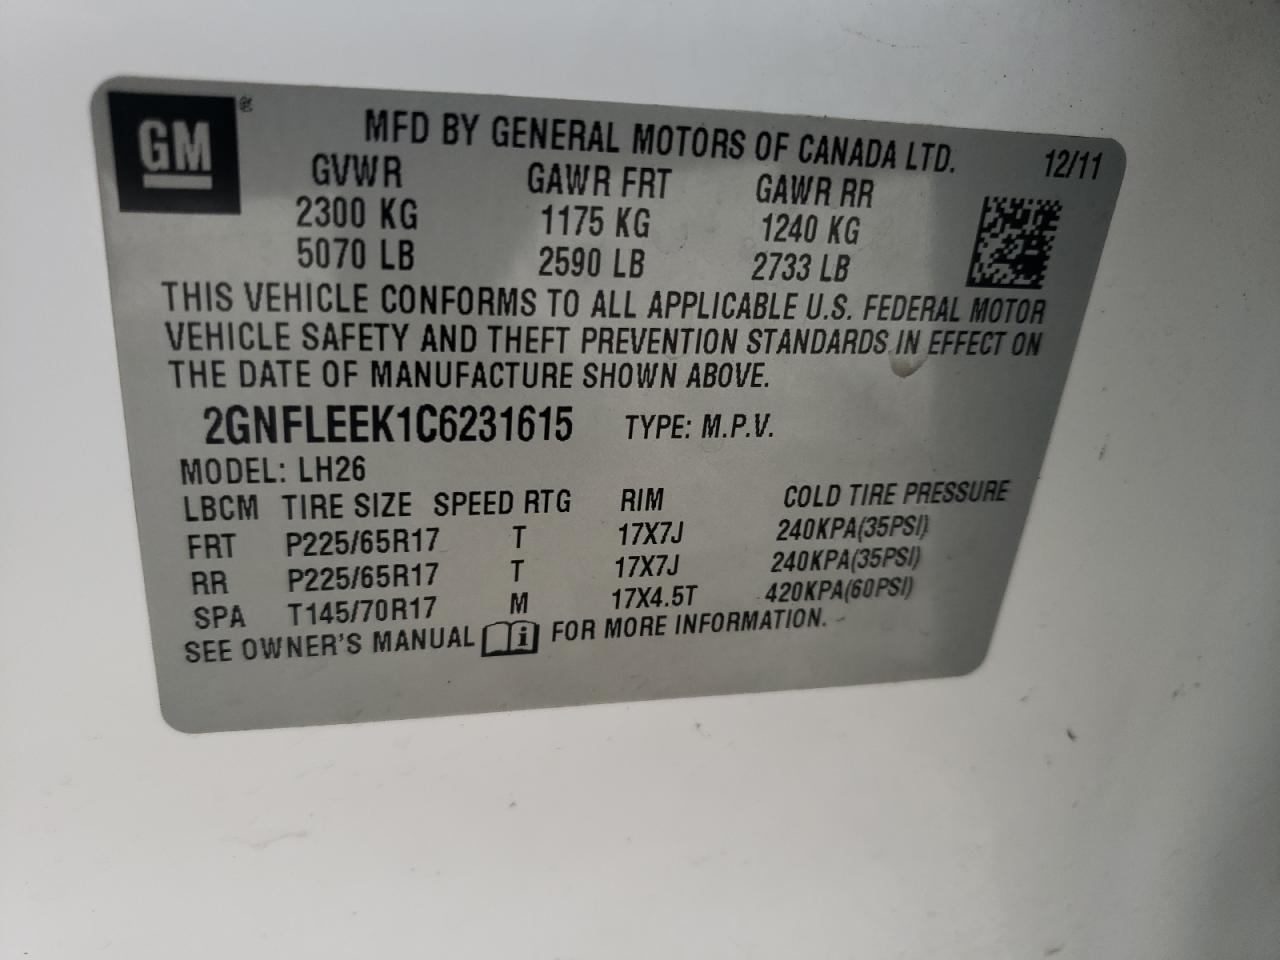 GM ®
MFD BY GENERAL MOTORS OF CANADA LTD. 12/11
GVWR GAWR FRT GAWR RR
2300 KG 1175 KG 1240 KG
5070 LB 2590 LB 2733 LB
THIS VEHICLE CONFORMS TO ALL APPLICABLE U.S. FEDERAL MOTOR
VEHICLE SAFETY AND THEFT PREVENTION STANDARDS IN EFFECT ON
THE DATE OF MANUFACTURE SHOWN ABOVE.
2GNFLEEK1C6231615 TYPE: M.P.V.
MODEL: LH26
LBCM TIRE SIZE SPEED RTG RIM COLD TIRE PRESSURE
FRT P225/65R17 T 17X7J 240KPA(35PSI)
RR P225/65R17 T 17X7J 240KPA(35PSI)
SPA T145/70R17 M 17X4.5T 420KPA(60PSI)
SEE OWNER'S MANUAL i FOR MORE INFORMATION.